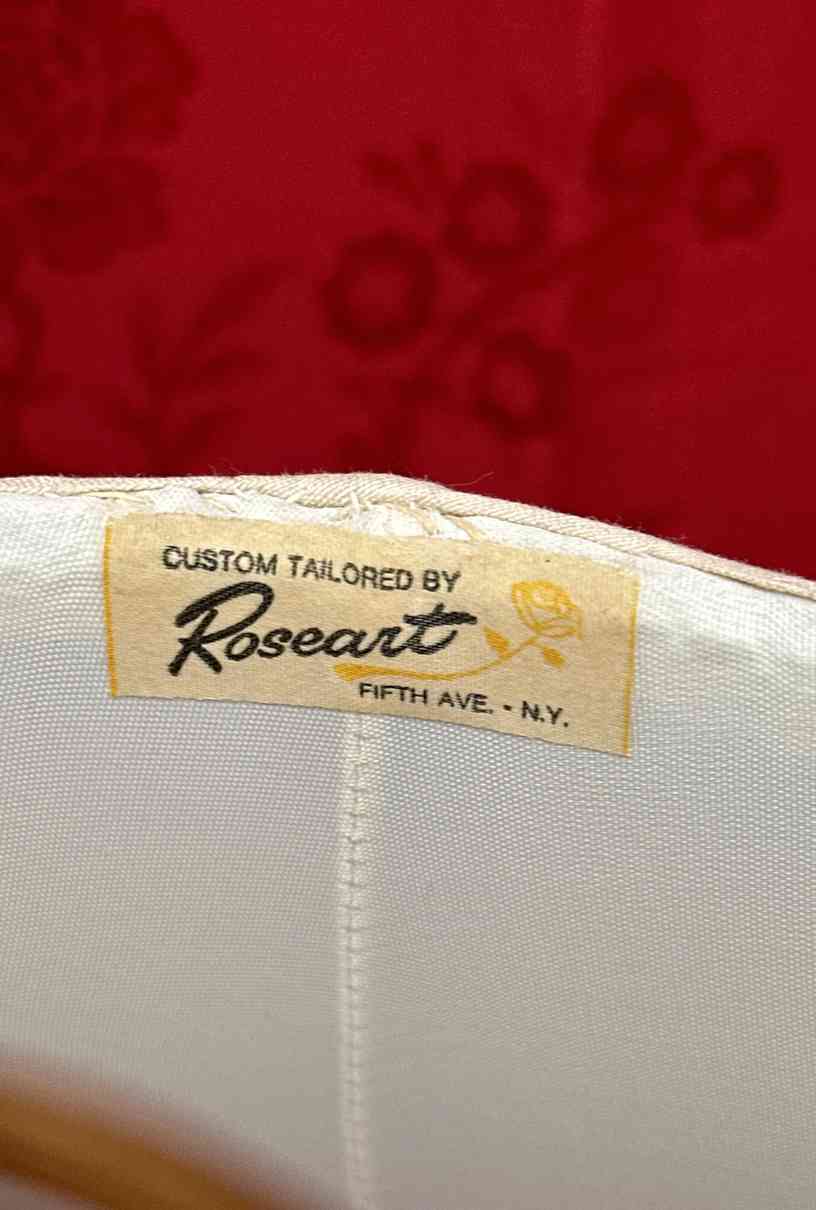 CUSTOM TAILORED BY
Roseart
FIFTH AVE. - N.Y.